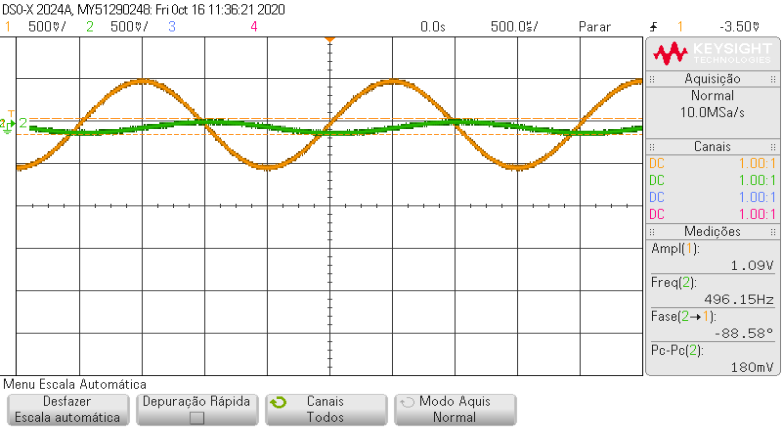 DSO-X 2024A, MY51290248: Fri Oct 16 11:36:21 2020
1 500mV/ 2 500mV/ 3 4 0.0s 500.0µs/ Parar 1 -3.50mV
KEYSIGHT
TECHNOLOGIES
Aquisição
Normal
10.0MSa/s
Canais
DC 1.00:1
DC 1.00:1
DC 1.00:1
DC 1.00:1
Medições
Ampl(1):
1.09V
Freq(2):
496.15Hz
Fase(2→1):
-88.58°
Pc-Pc(2):
180mV
2
Menu Escala Automática
Desfazer
Escala automática
Depuração Rápida
Canais
Todos
Modo Aquis
Normal